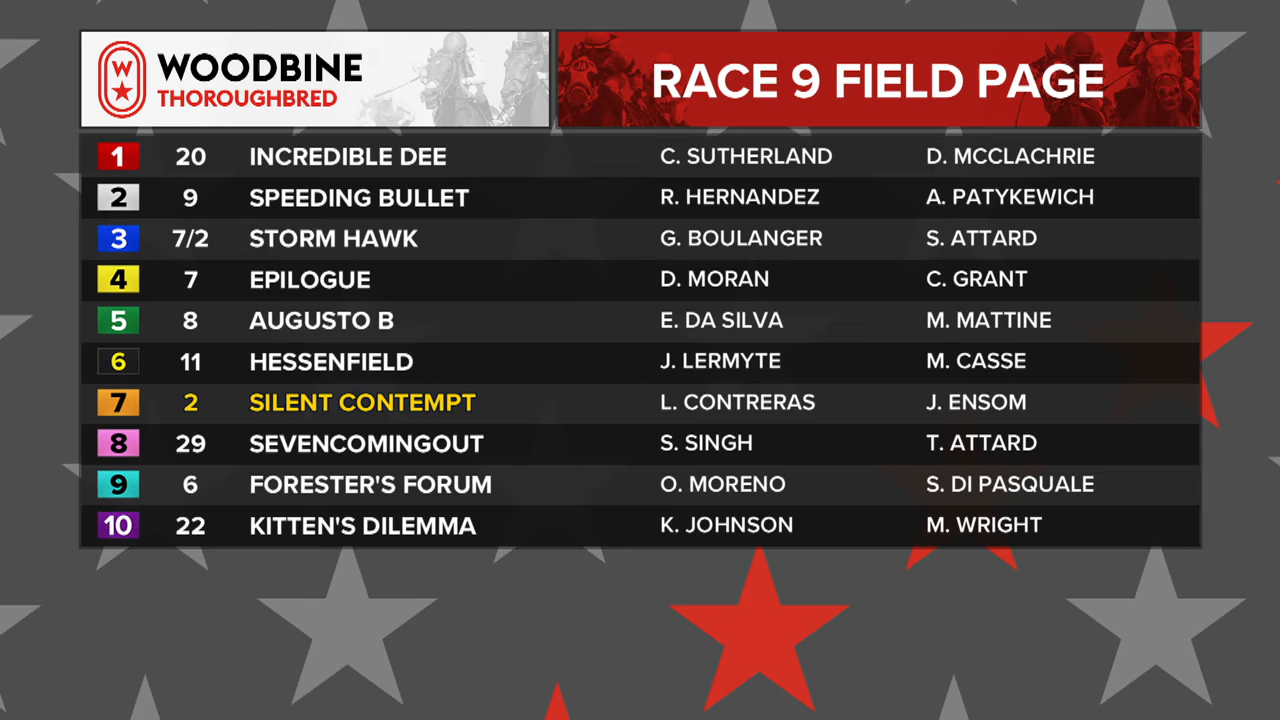 W
WOODBINE
THOROUGHBRED
RACE 9 FIELD PAGE
1 20 INCREDIBLE DEE C. SUTHERLAND D. MCCLACHRIE
2 9 SPEEDING BULLET R. HERNANDEZ A. PATYKEWICH
3 7/2 STORM HAWK G. BOULANGER S. ATTARD
4 7 EPILOGUE D. MORAN C. GRANT
5 8 AUGUSTO B E. DA SILVA M. MATTINE
6 11 HESSENFIELD J. LERMYTE M. CASSE
7 2 SILENT CONTEMPT L. CONTRERAS J. ENSOM
8 29 SEVENCOMINGOUT S. SINGH T. ATTARD
9 6 FORESTER'S FORUM O. MORENO S. DI PASQUALE
10 22 KITTEN'S DILEMMA K. JOHNSON M. WRIGHT